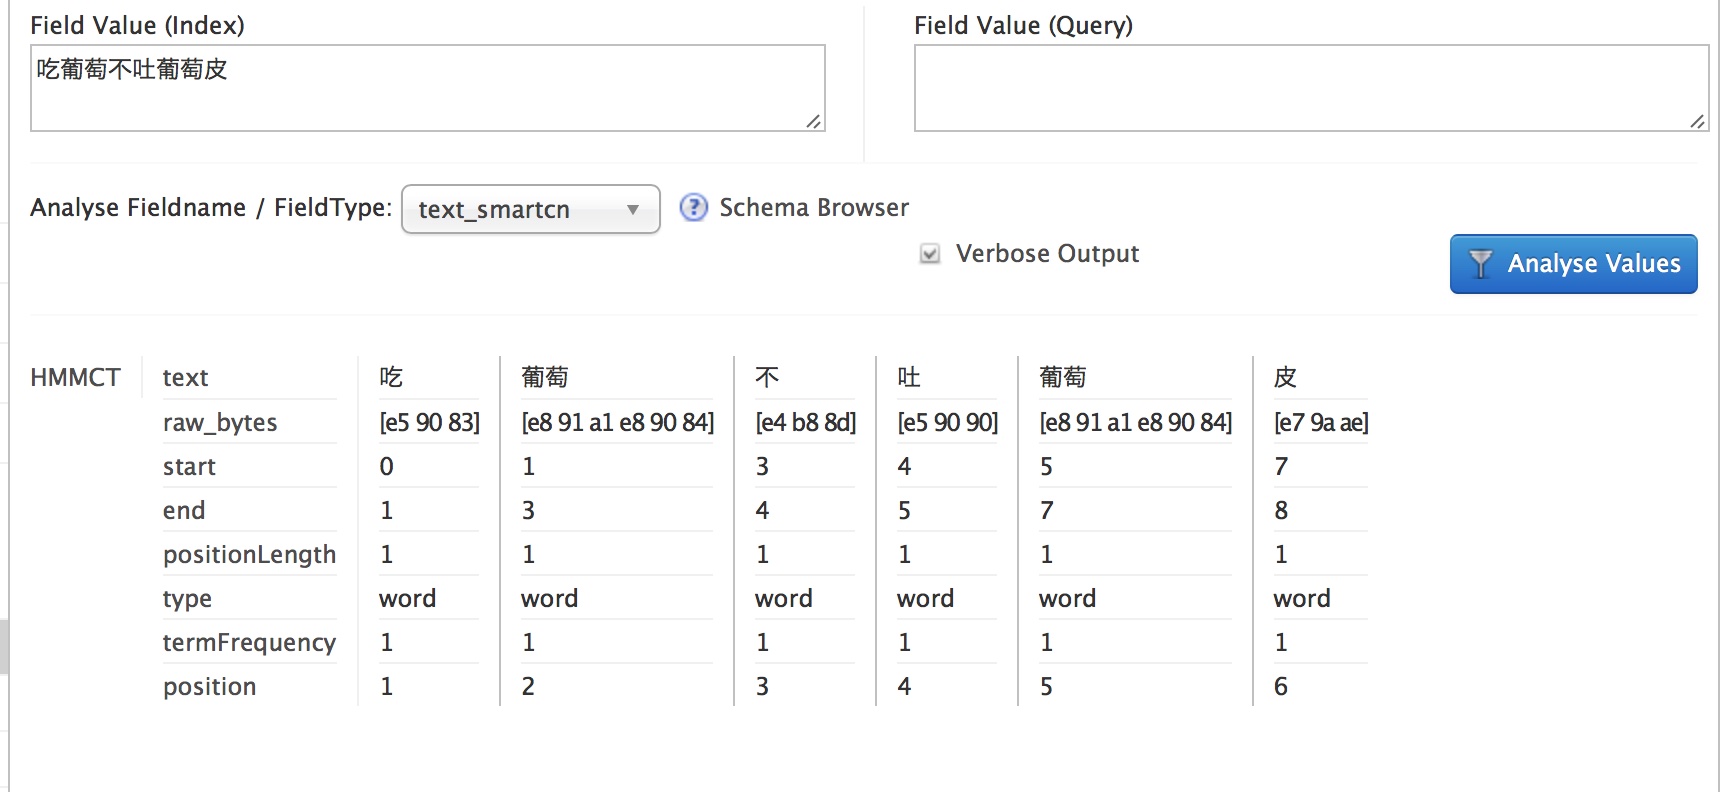 Field Value (Index) Field Value (Query)
吃葡萄不吐葡萄皮
Analyse Fieldname / FieldType: text_smartcn Schema Browser
Verbose Output Analyse Values
HMMCT text 吃 葡萄 不 吐 葡萄 皮
raw_bytes [e5 90 83] [e8 91 a1 e8 90 84] [e4 b8 8d] [e5 90 90] [e8 91 a1 e8 90 84] [e7 9a ae]
start 0 1 3 4 5 7
end 1 3 4 5 7 8
positionLength 1 1 1 1 1 1
type word word word word word word
termFrequency 1 1 1 1 1 1
position 1 2 3 4 5 6